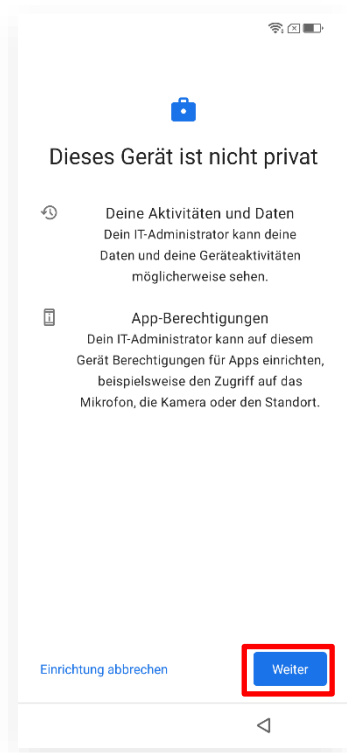 Dieses Gerät ist nicht privat
Deine Aktivitäten und Daten
Dein IT-Administrator kann deine
Daten und deine Geräteaktivitäten
möglicherweise sehen.
App-Berechtigungen
Dein IT-Administrator kann auf diesem
Gerät Berechtigungen für Apps einrichten,
beispielsweise den Zugriff auf das
Mikrofon, die Kamera oder den Standort.
Einrichtung abbrechen
Weiter